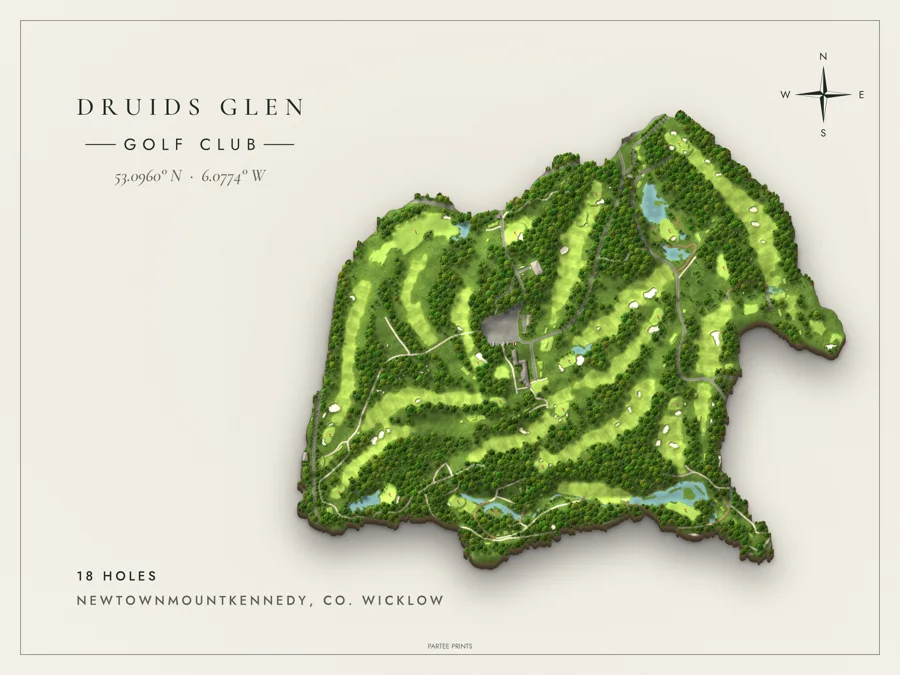 DRUIDS GLEN
GOLF CLUB
53.0960° N · 6.0774° W
N
W E
S
18 HOLES
NEWTOWNMOUNTKENNEDY, CO. WICKLOW
PARTEE PRINTS